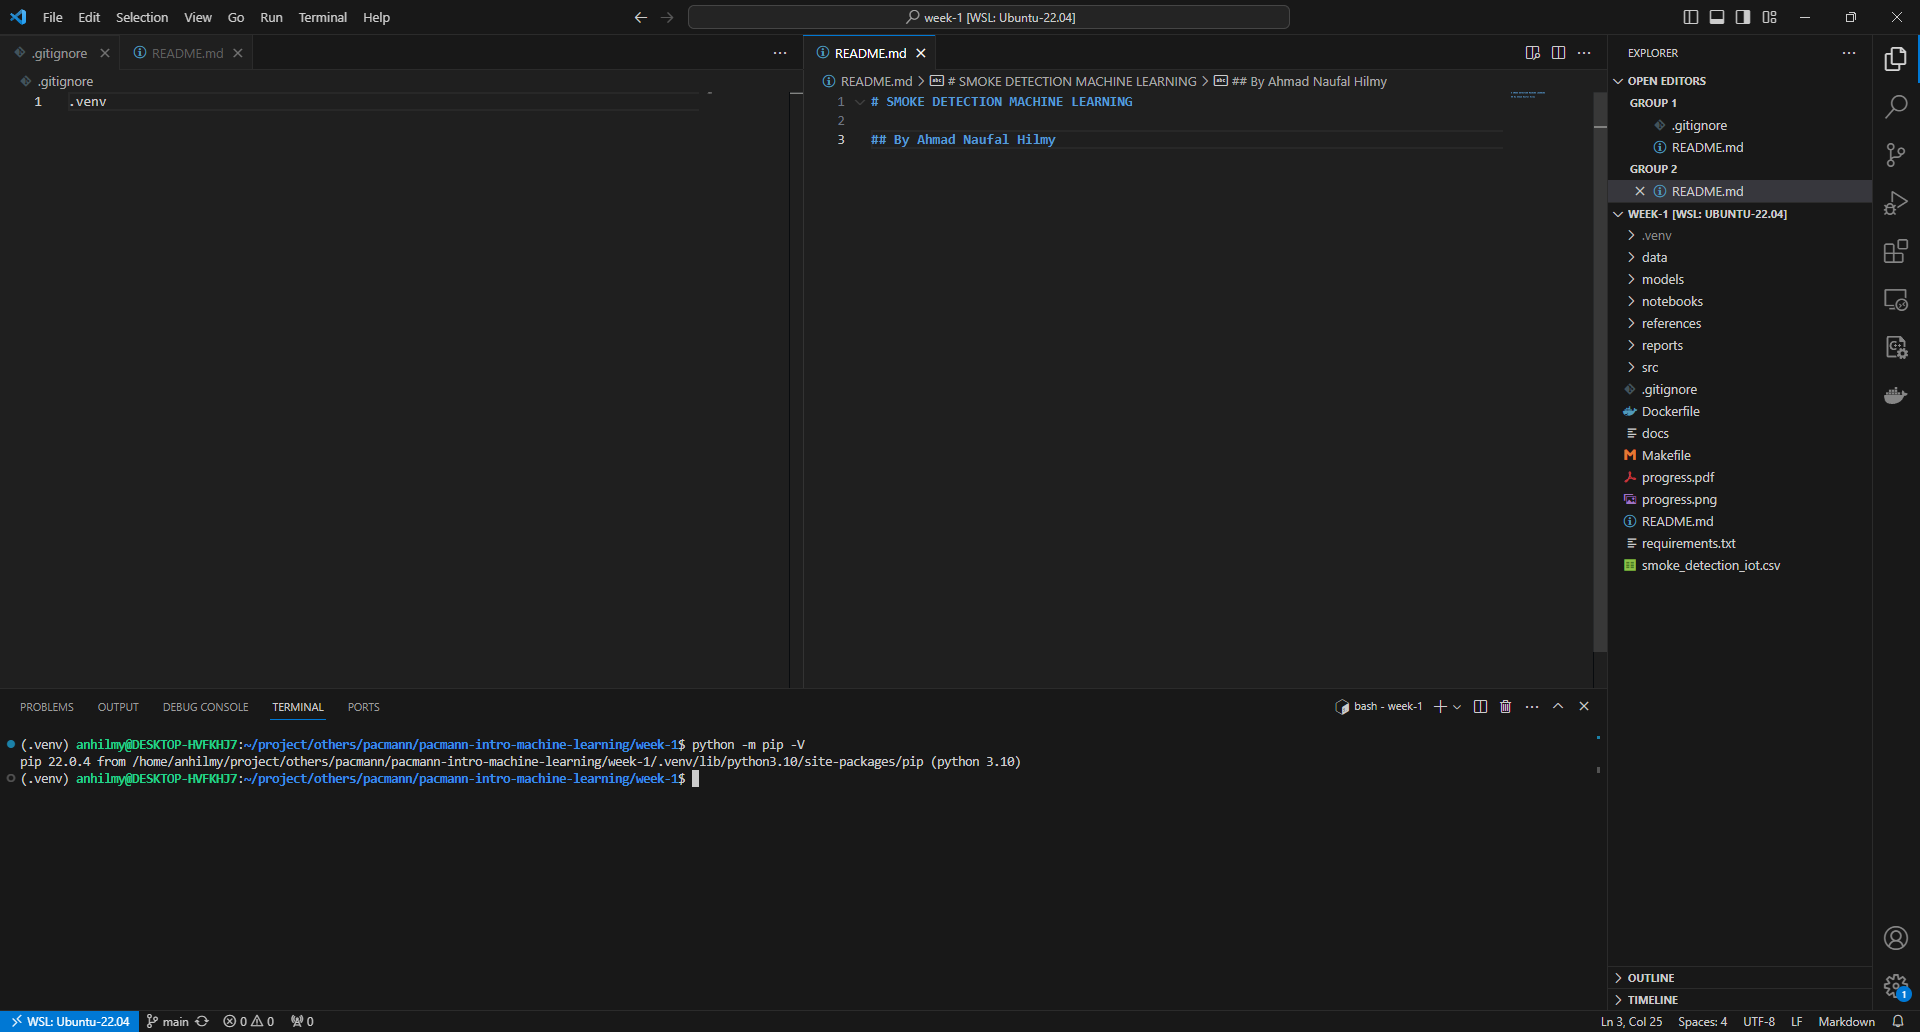 File Edit Selection View Go Run Terminal Help
week-1 [WSL: Ubuntu-22.04]
.gitignore
README.md
.gitignore
1 .venv
README.md
README.md > # SMOKE DETECTION MACHINE LEARNING > ## By Ahmad Naufal Hilmy
1 # SMOKE DETECTION MACHINE LEARNING
2
3 ## By Ahmad Naufal Hilmy
EXPLORER
OPEN EDITORS
GROUP 1
.gitignore
README.md
GROUP 2
README.md
WEEK-1 [WSL: UBUNTU-22.04]
.venv
data
models
notebooks
references
reports
src
.gitignore
Dockerfile
docs
Makefile
progress.pdf
progress.png
README.md
requirements.txt
smoke_detection_iot.csv
OUTLINE
TIMELINE
PROBLEMS OUTPUT DEBUG CONSOLE TERMINAL PORTS
bash - week-1
(.venv) anhilmy@DESKTOP-HVFKHJ7:~/project/others/pacmann/pacmann-intro-machine-learning/week-1$ python -m pip -V
pip 22.0.4 from /home/anhilmy/project/others/pacmann/pacmann-intro-machine-learning/week-1/.venv/lib/python3.10/site-packages/pip (python 3.10)
(.venv) anhilmy@DESKTOP-HVFKHJ7:~/project/others/pacmann/pacmann-intro-machine-learning/week-1$
1
WSL: Ubuntu-22.04 main 0 0 0
Ln 3, Col 25 Spaces: 4 UTF-8 LF Markdown